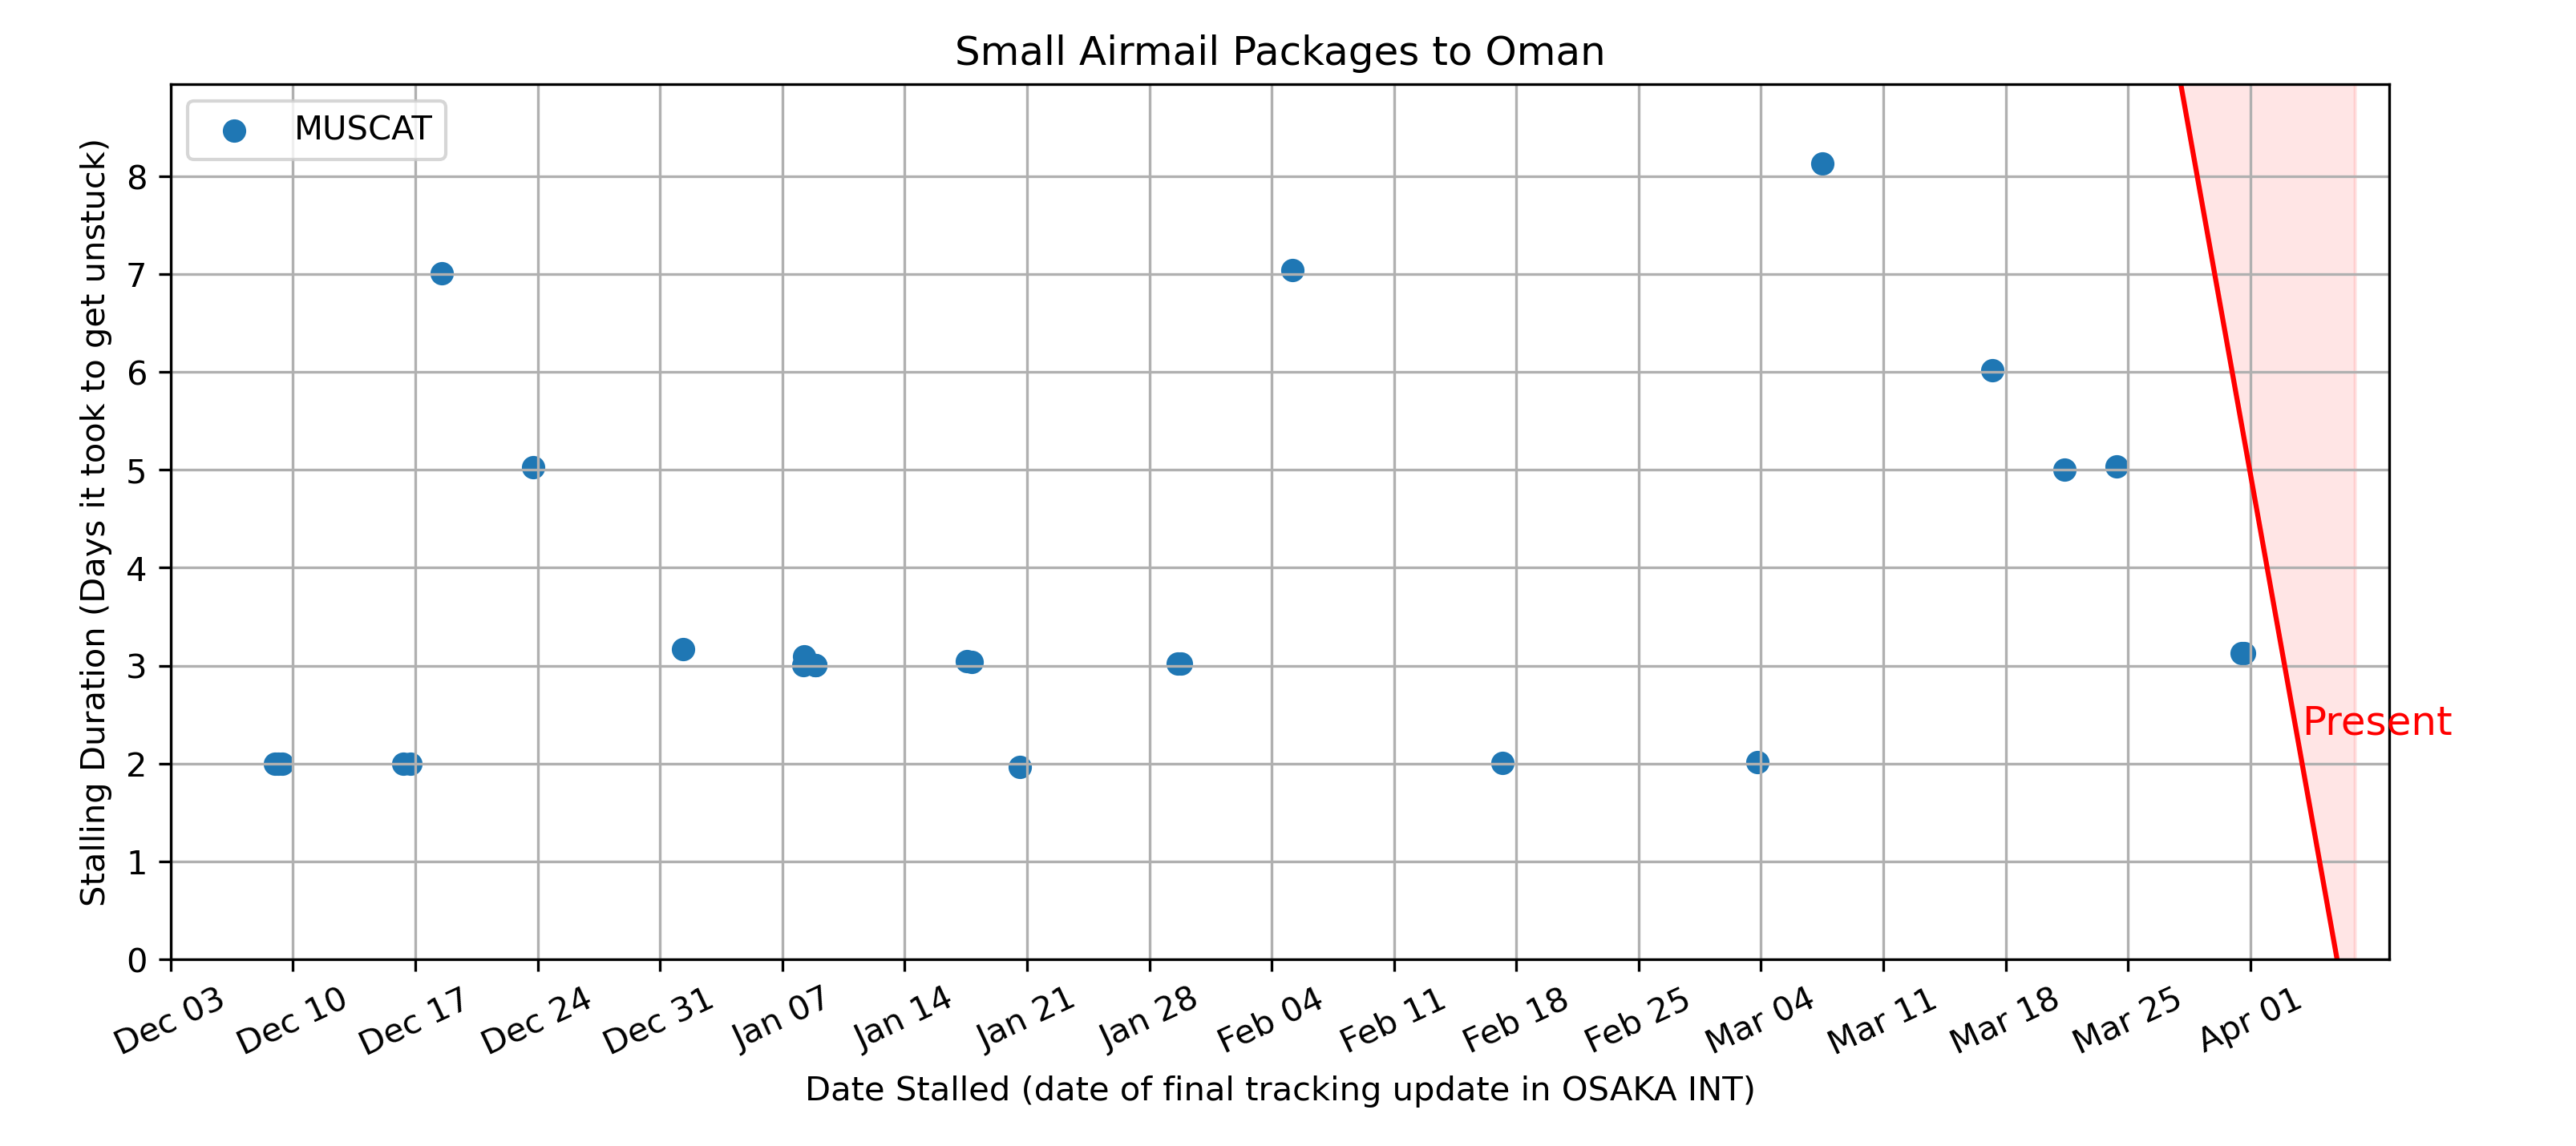 Small Airmail Packages to Oman
MUSCAT
Stalling Duration (Days it took to get unstuck)
8
7
6
5
4
3
2
1
0
Present
Dec 03
Dec 10
Dec 17
Dec 24
Dec 31
Jan 07
Jan 14
Jan 21
Jan 28
Feb 04
Feb 11
Feb 18
Feb 25
Mar 04
Mar 11
Mar 18
Mar 25
Apr 01
Date Stalled (date of final tracking update in OSAKA INT)